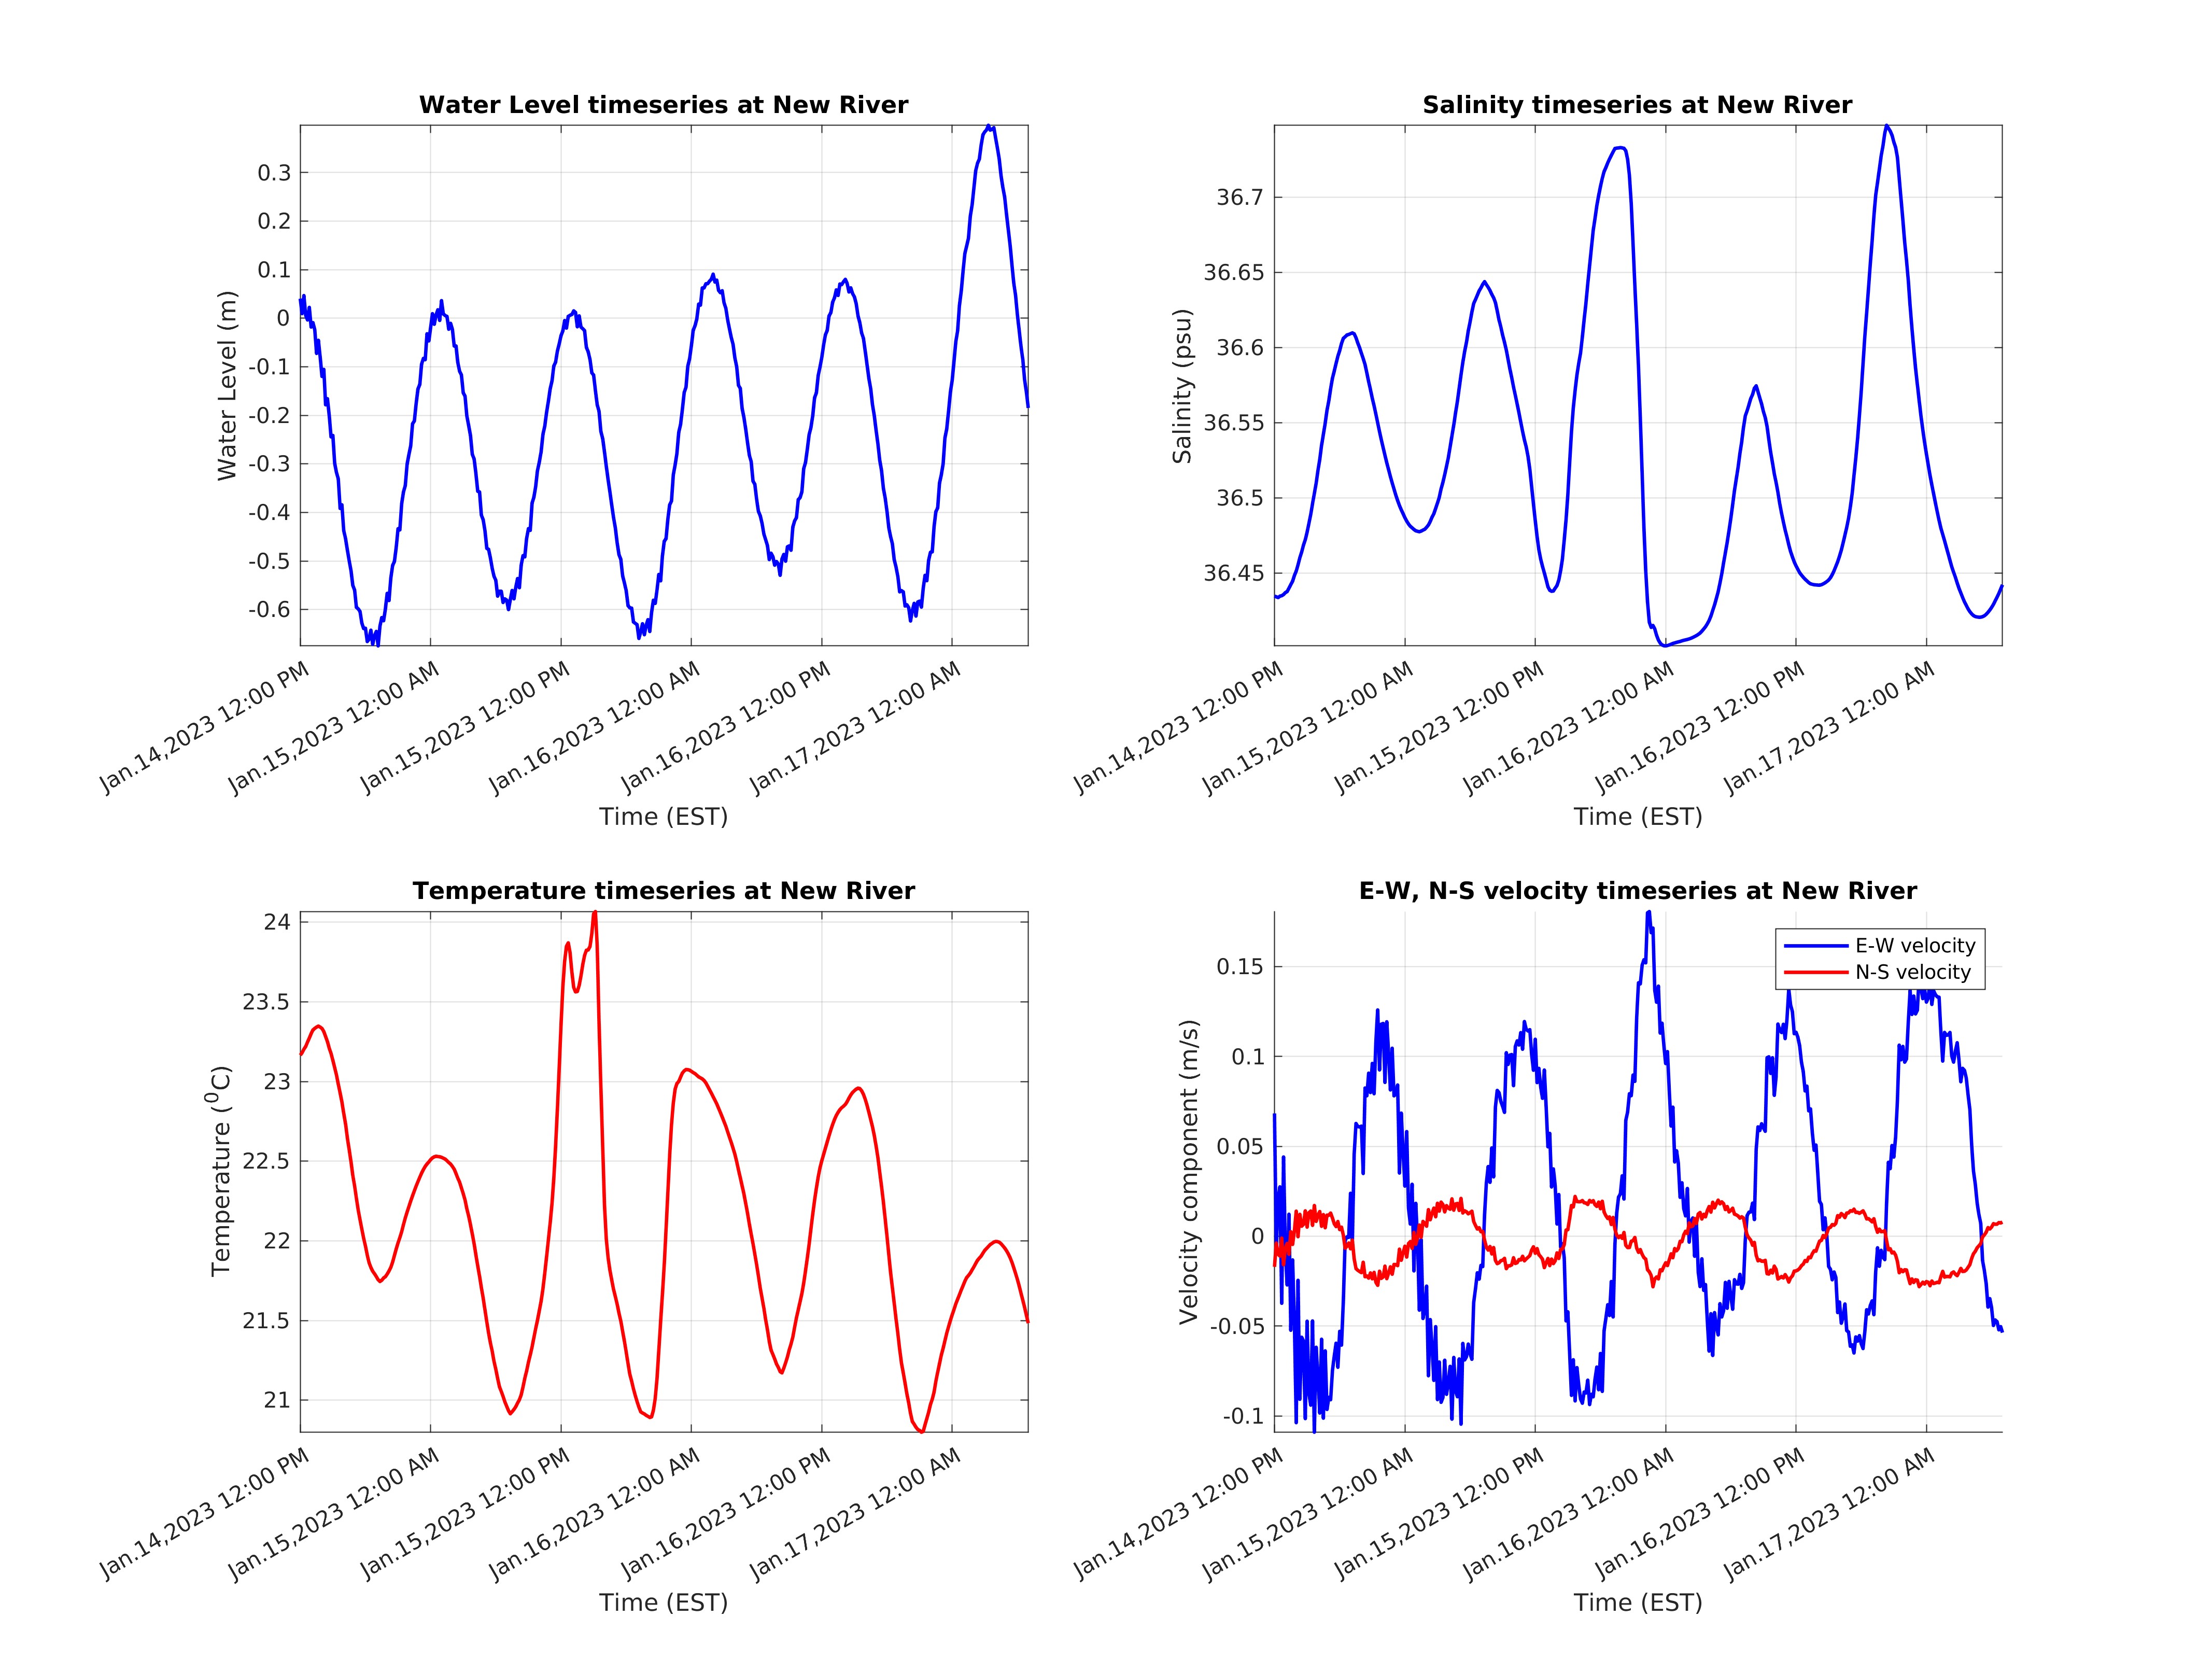 Water Level timeseries at New River
Water Level (m)
0.3
0.2
0.1
0
-0.1
-0.2
-0.3
-0.4
-0.5
-0.6
Jan.14,2023 12:00 PM
Jan.15,2023 12:00 AM
Jan.15,2023 12:00 PM
Jan.16,2023 12:00 AM
Jan.16,2023 12:00 PM
Jan.17,2023 12:00 AM
Time (EST)
Salinity timeseries at New River
Salinity (psu)
36.7
36.65
36.6
36.55
36.5
36.45
Jan.14,2023 12:00 PM
Jan.15,2023 12:00 AM
Jan.15,2023 12:00 PM
Jan.16,2023 12:00 AM
Jan.16,2023 12:00 PM
Jan.17,2023 12:00 AM
Time (EST)
Temperature timeseries at New River
Temperature (⁰C)
24
23.5
23
22.5
22
21.5
21
Jan.14,2023 12:00 PM
Jan.15,2023 12:00 AM
Jan.15,2023 12:00 PM
Jan.16,2023 12:00 AM
Jan.16,2023 12:00 PM
Jan.17,2023 12:00 AM
Time (EST)
E-W, N-S velocity timeseries at New River
E-W velocity
N-S velocity
Velocity component (m/s)
0.15
0.1
0.05
0
-0.05
-0.1
Jan.14,2023 12:00 PM
Jan.15,2023 12:00 AM
Jan.15,2023 12:00 PM
Jan.16,2023 12:00 AM
Jan.16,2023 12:00 PM
Jan.17,2023 12:00 AM
Time (EST)